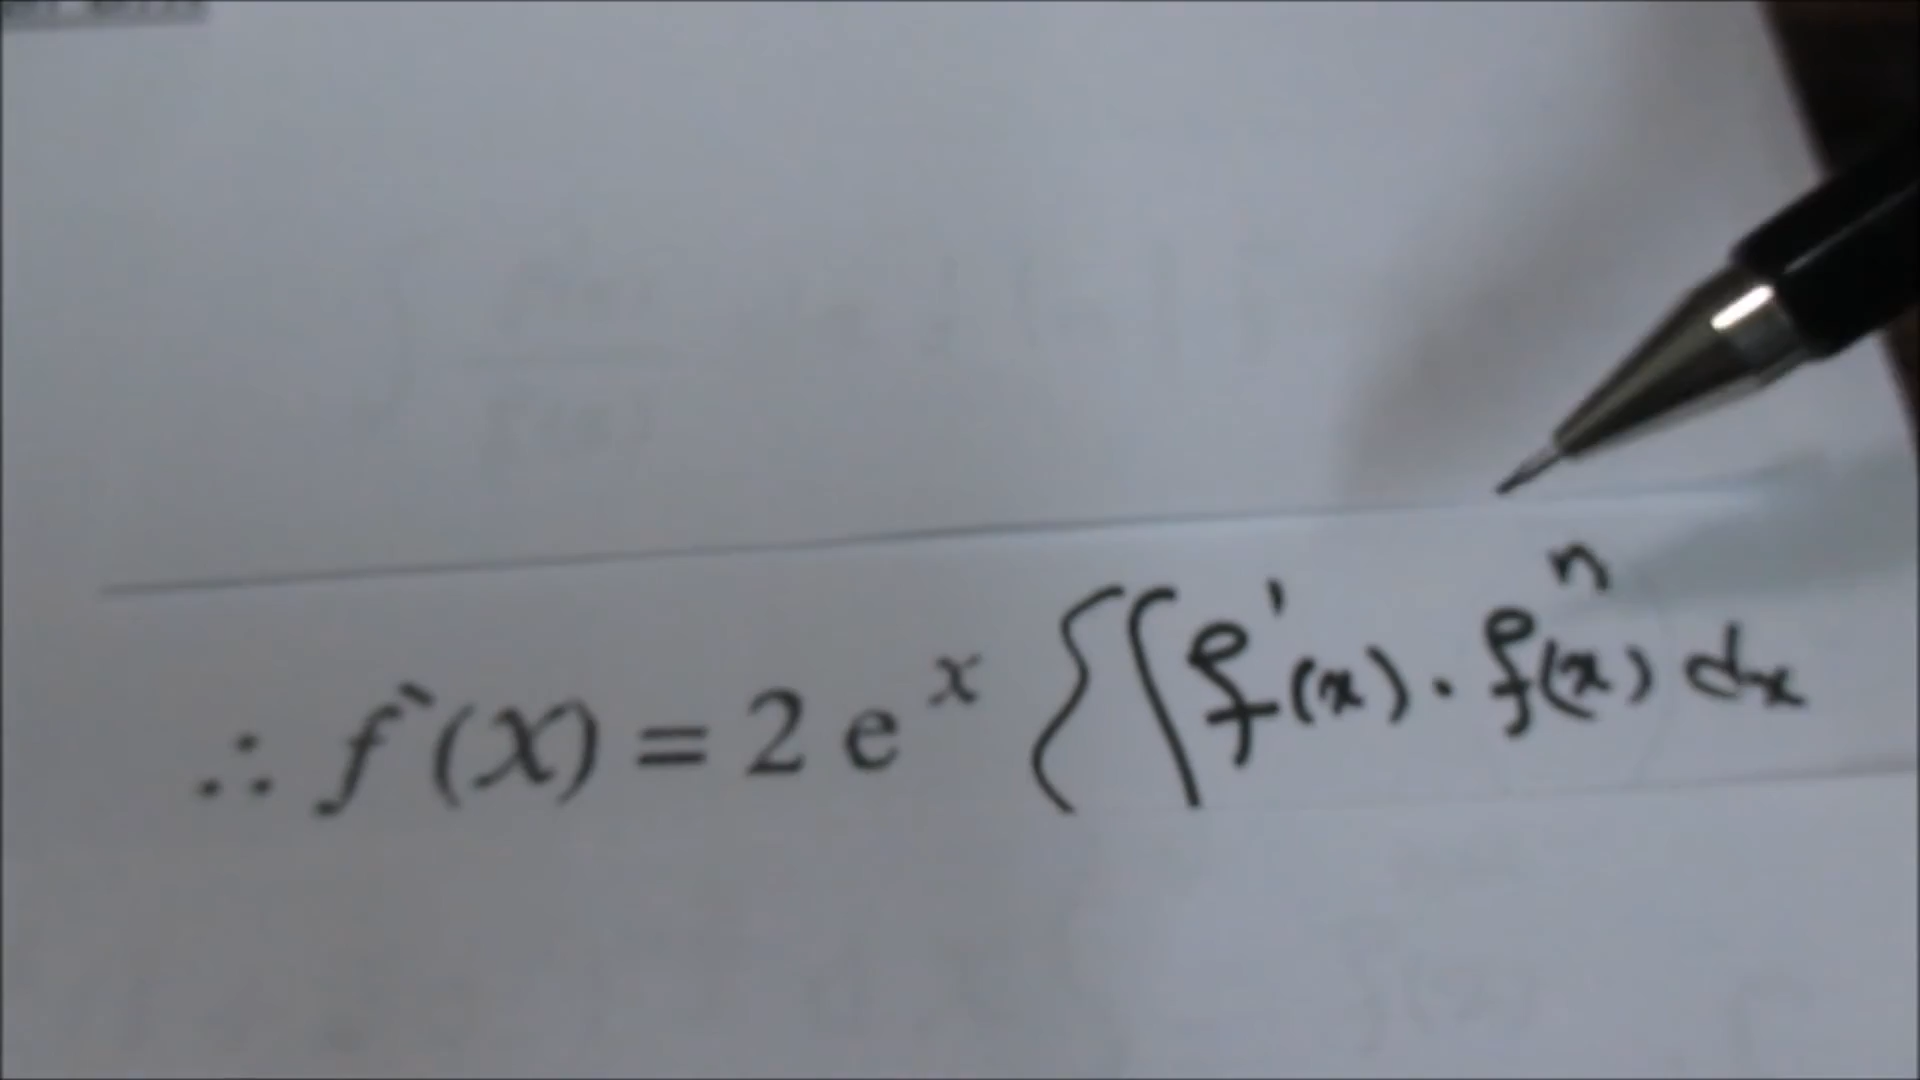 ∴ f`(X) = 2 e^x { ∫ f'(x) . f(x)^n dx